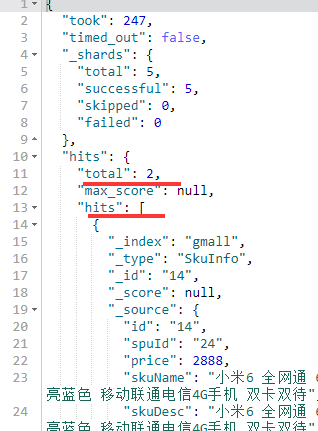 1 {
2 "took": 247,
3 "timed_out": false,
4 "_shards": {
5 "total": 5,
6 "successful": 5,
7 "skipped": 0,
8 "failed": 0
9 },
10 "hits": {
11 "total": 2,
12 "max_score": null,
13 "hits": [
14 {
15 "_index": "gmall",
16 "_type": "SkuInfo",
17 "_id": "14",
18 "_score": null,
19 "_source": {
20 "id": "14",
21 "spuId": "24",
22 "price": 2888,
23 "skuName": "小米6 全网通
亮蓝色 移动联通电信4G手机 双卡双待",
24 "skuDesc": "小米6 全网通
亮蓝色 移动联通电信4G手机 双卡双待"